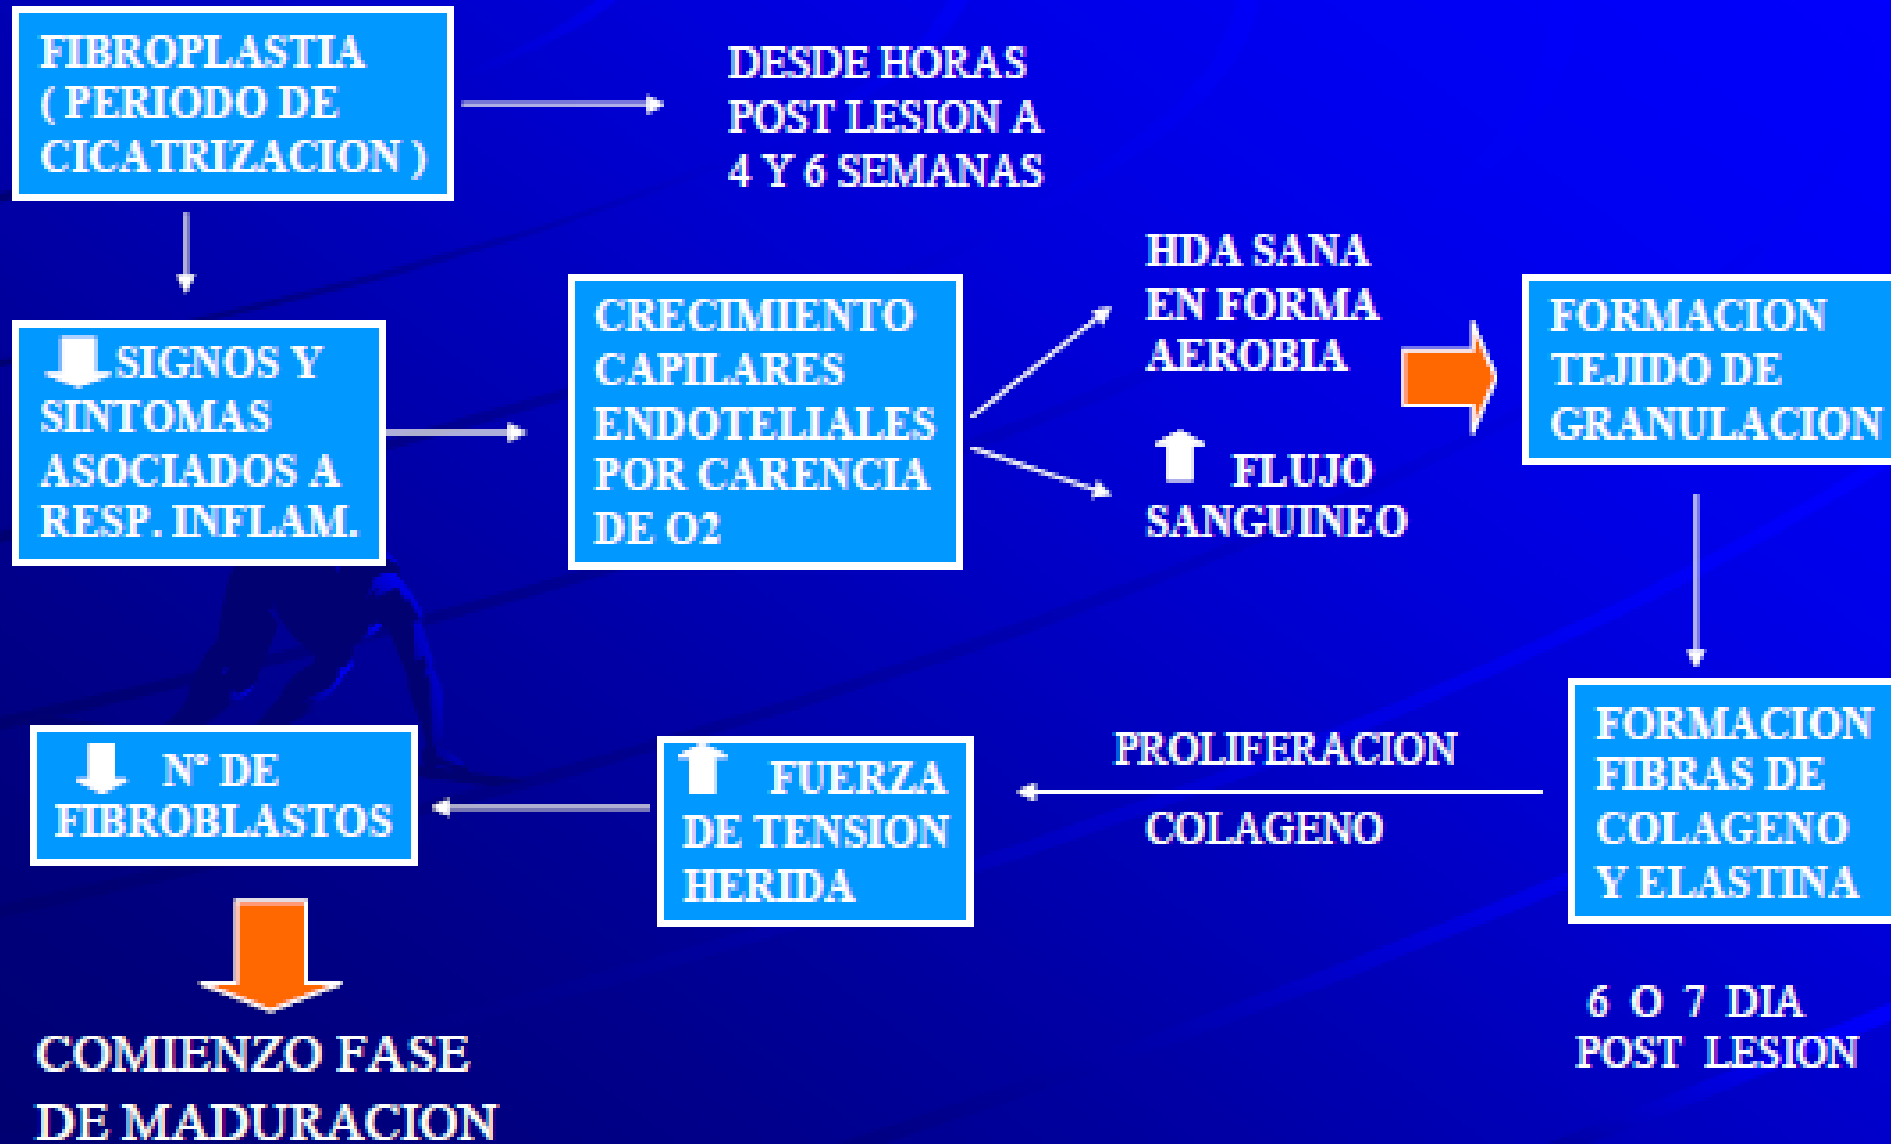 FIBROPLASTIA
( PERIODO DE
CICATRIZACION )
DESDE HORAS
POST LESION A
4 Y 6 SEMANAS
SIGNOS Y
SINTOMAS
ASOCIADOS A
RESP. INFLAM.
CRECIMIENTO
CAPILARES
ENDOTELIALES
POR CARENCIA
DE O2
HDA SANA
EN FORMA
AEROBIA
FLUJO
SANGUINEO
FORMACION
TEJIDO DE
GRANULACION
FORMACION
FIBRAS DE
COLAGENO
Y ELASTINA
6 O 7 DIA
POST LESION
PROLIFERACION
COLAGENO
FUERZA
DE TENSION
HERIDA
N° DE
FIBROBLASTOS
COMIENZO FASE
DE MADURACION